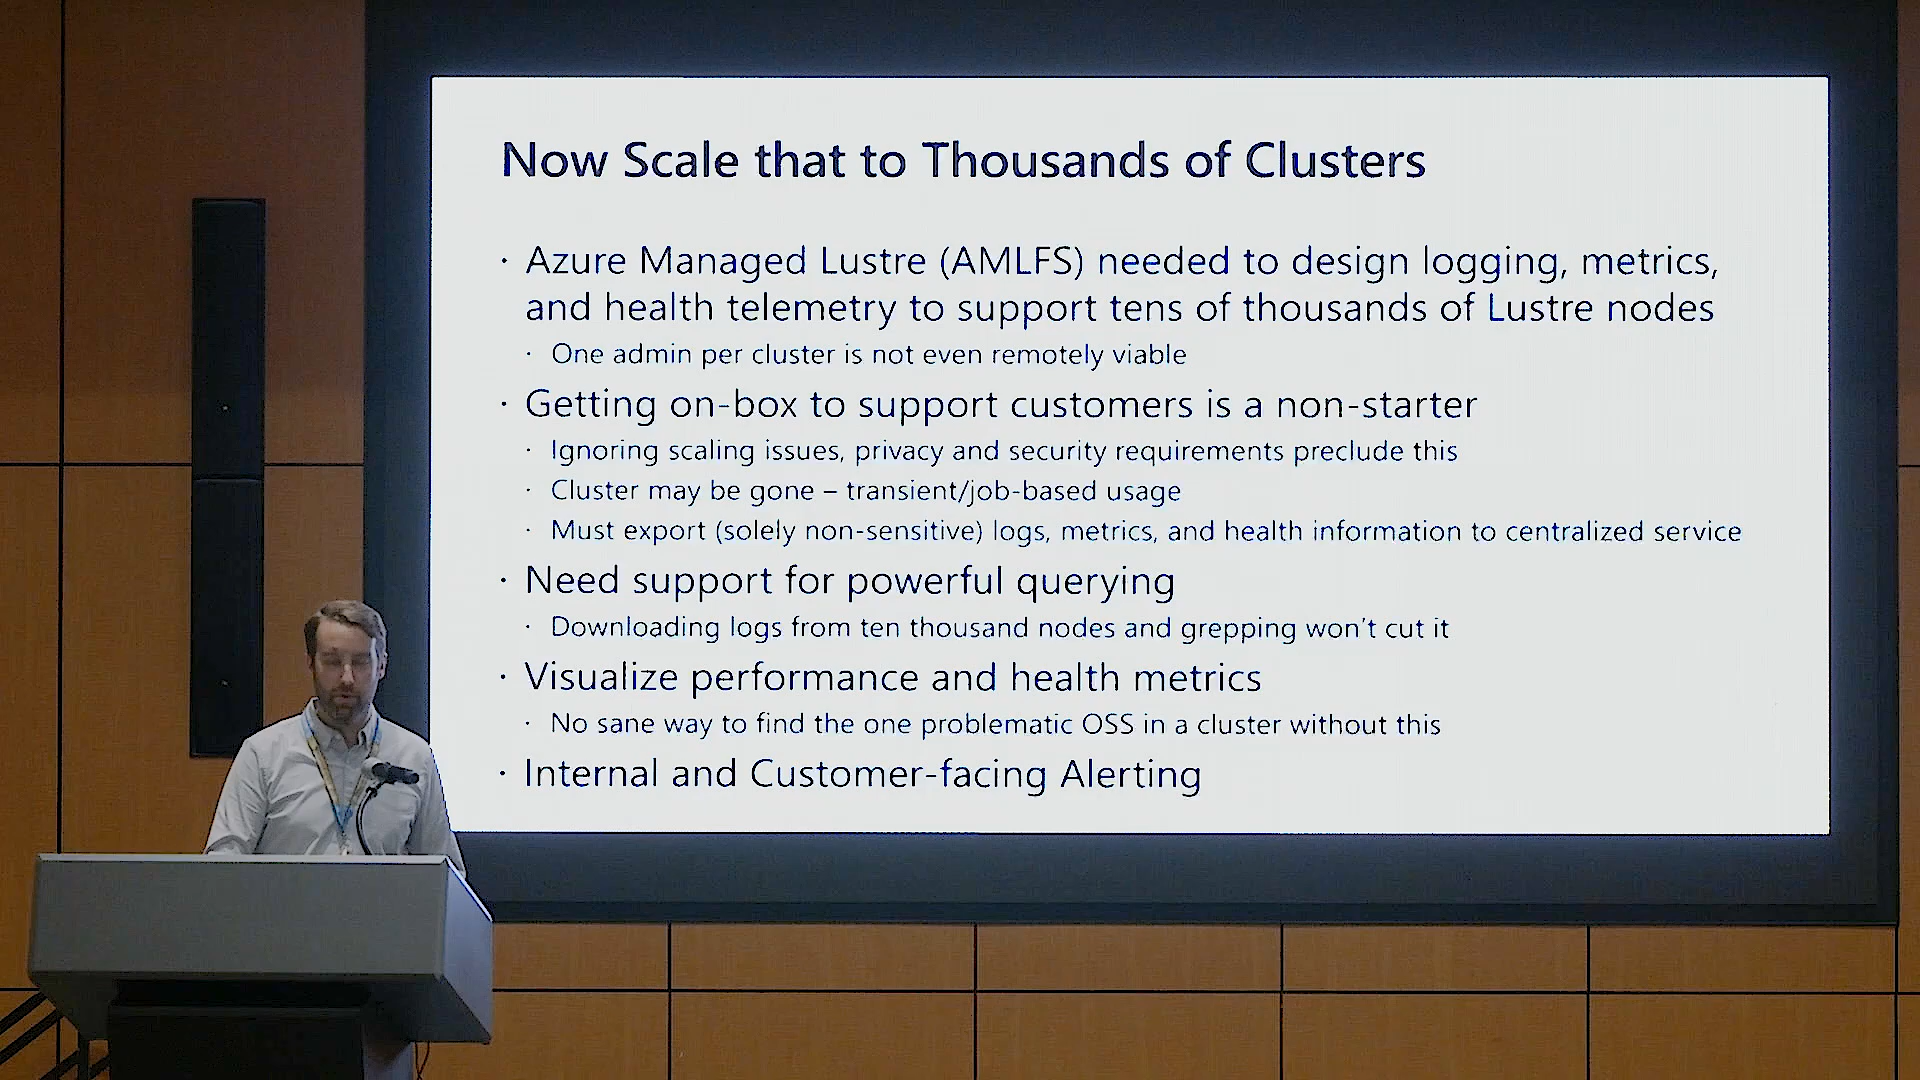 Now Scale that to Thousands of Clusters
· Azure Managed Lustre (AMLFS) needed to design logging, metrics,
and health telemetry to support tens of thousands of Lustre nodes
· One admin per cluster is not even remotely viable
· Getting on-box to support customers is a non-starter
· Ignoring scaling issues, privacy and security requirements preclude this
· Cluster may be gone – transient/job-based usage
· Must export (solely non-sensitive) logs, metrics, and health information to centralized service
· Need support for powerful querying
· Downloading logs from ten thousand nodes and grepping won't cut it
· Visualize performance and health metrics
· No sane way to find the one problematic OSS in a cluster without this
· Internal and Customer-facing Alerting